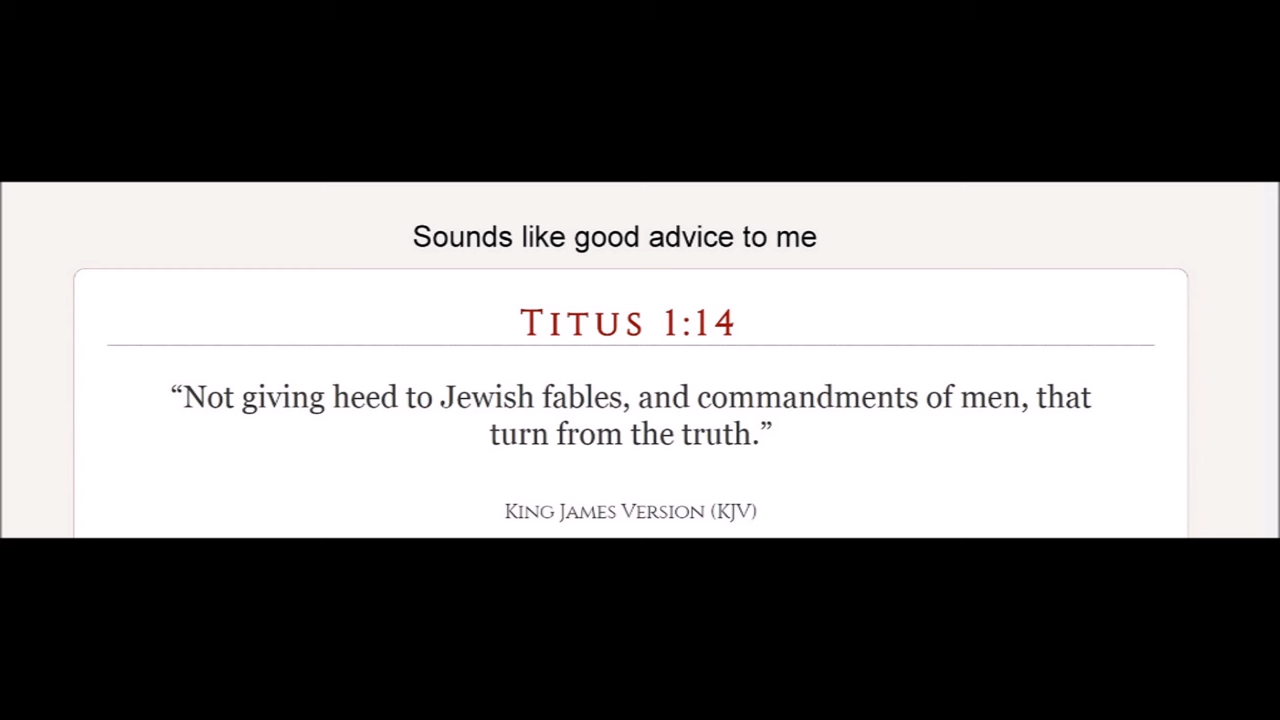 Sounds like good advice to me
TITUS 1:14
“Not giving heed to Jewish fables, and commandments of men, that
turn from the truth.”
KING JAMES VERSION (KJV)